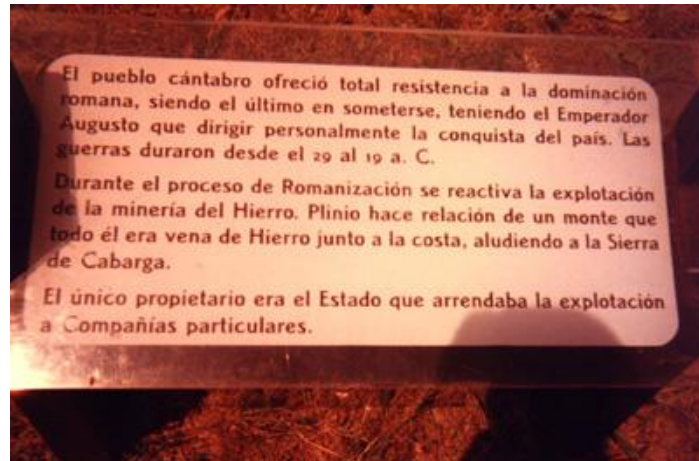 El pueblo cántabro ofreció total resistencia a la dominación
romana, siendo el último en someterse, teniendo el Emperador
Augusto que dirigir personalmente la conquista del país. Las
guerras duraron desde el 29 al 19 a. C.
Durante el proceso de Romanización se reactiva la explotación
de la minería del Hierro. Plinio hace relación de un monte que
todo él era vena de Hierro junto a la costa, aludiendo a la Sierra
de Cabarga.
El único propietario era el Estado que arrendaba la explotación
a Compañías particulares.